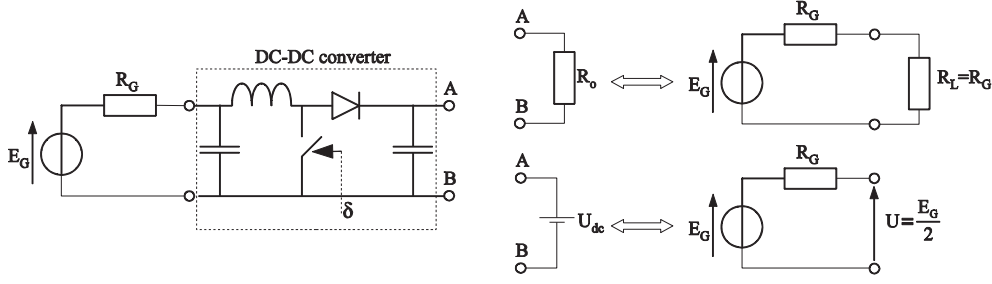 DC-DC converter
R_G
A
E_G
B
δ
A
R_o
B
R_G
E_G
R_L=R_G
A
U_dc
B
R_G
E_G
U = E_G
2